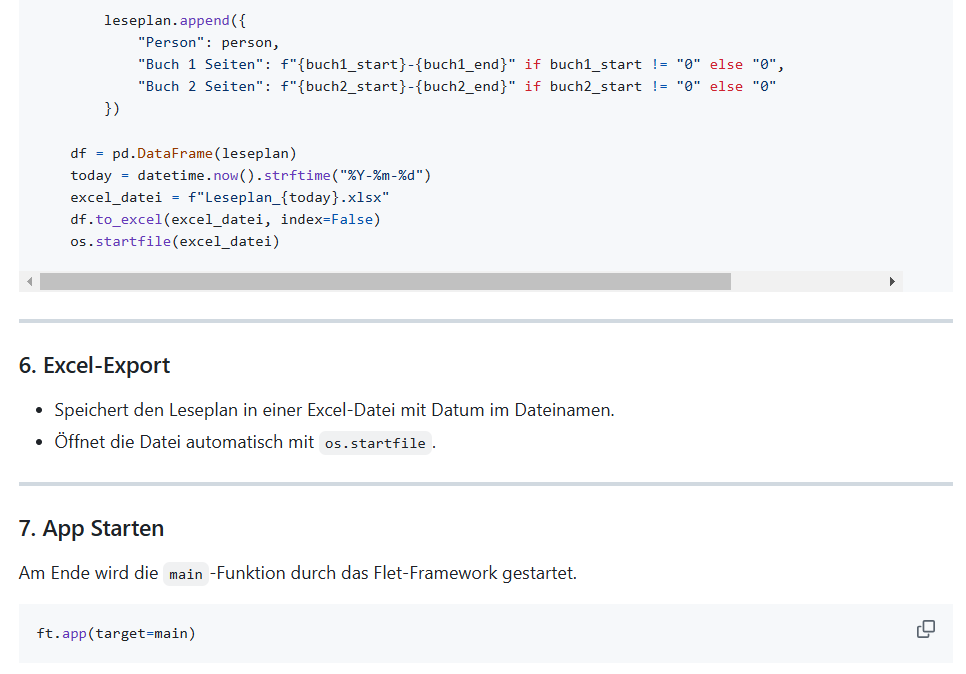 leseplan.append({
"Person": person,
"Buch 1 Seiten": f"{buch1_start}-{buch1_end}" if buch1_start != "0" else "0",
"Buch 2 Seiten": f"{buch2_start}-{buch2_end}" if buch2_start != "0" else "0"
})
df = pd.DataFrame(leseplan)
today = datetime.now().strftime("%Y-%m-%d")
excel_datei = f"Leseplan_{today}.xlsx"
df.to_excel(excel_datei, index=False)
os.startfile(excel_datei)
6. Excel-Export
• Speichert den Leseplan in einer Excel-Datei mit Datum im Dateinamen.
• Öffnet die Datei automatisch mit os.startfile.
7. App Starten
Am Ende wird die main-Funktion durch das Flet-Framework gestartet.
ft.app(target=main)